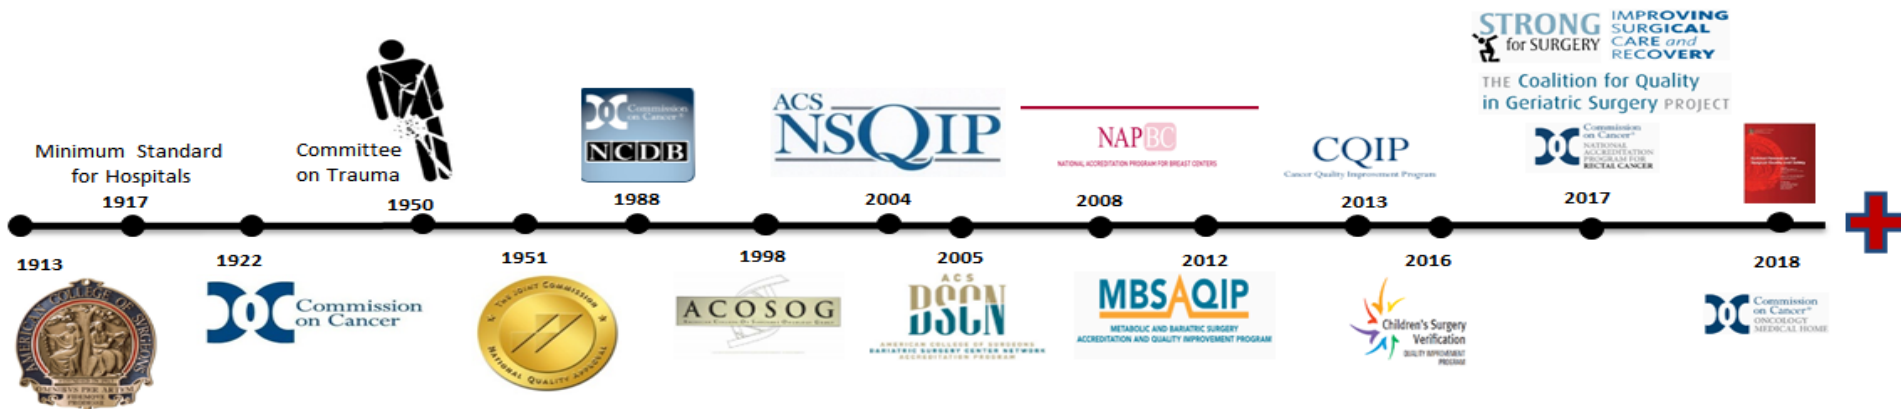 STRONG
for SURGERY
IMPROVING
SURGICAL
CARE and
RECOVERY
THE Coalition for Quality
in Geriatric Surgery PROJECT
Minimum Standard
for Hospitals
1917
Committee
on Trauma
1950
Commission
on Cancer®
NCDB
1988
ACS
NSQIP
2004
NAPBC
NATIONAL ACCREDITATION PROGRAM FOR BREAST CENTERS
2008
CQIP
Cancer Quality Improvement Program
2013
Commission
on Cancer®
NATIONAL
ACCREDITATION
PROGRAM FOR
RECTAL CANCER
2017
1913
AMERICAN COLLEGE OF SURGEONS
OMNIBVS PER ARTEM
FIDEMQVE
PRODESSE
1922
Commission
on Cancer
1951
THE JOINT COMMISSION
NATIONAL QUALITY APPROVAL
1998
ACOSOG
2005
ACS
BSCN
AMERICAN COLLEGE OF SURGEONS
BARIATRIC SURGERY CENTER NETWORK
ACCREDITATION PROGRAM
2012
MBSAQIP
METABOLIC AND BARIATRIC SURGERY
ACCREDITATION AND QUALITY IMPROVEMENT PROGRAM
2016
Children's Surgery
Verification
QUALITY IMPROVEMENT
PROGRAM
2018
Commission
on Cancer®
ONCOLOGY
MEDICAL HOME